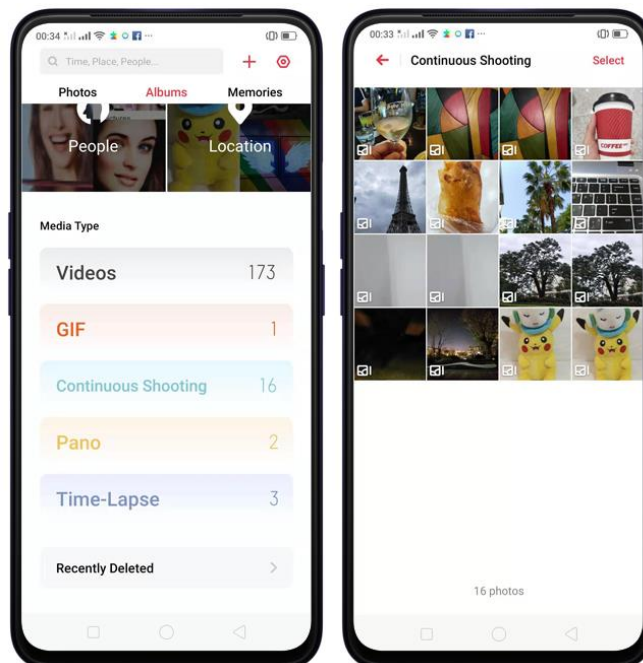 00:34
Time, Place, People...
Photos
Albums
Memories
People
Location
Media Type
Videos 173
GIF 1
Continuous Shooting 16
Pano 2
Time-Lapse 3
Recently Deleted
00:33
Continuous Shooting
Select
COFFEE
16 photos